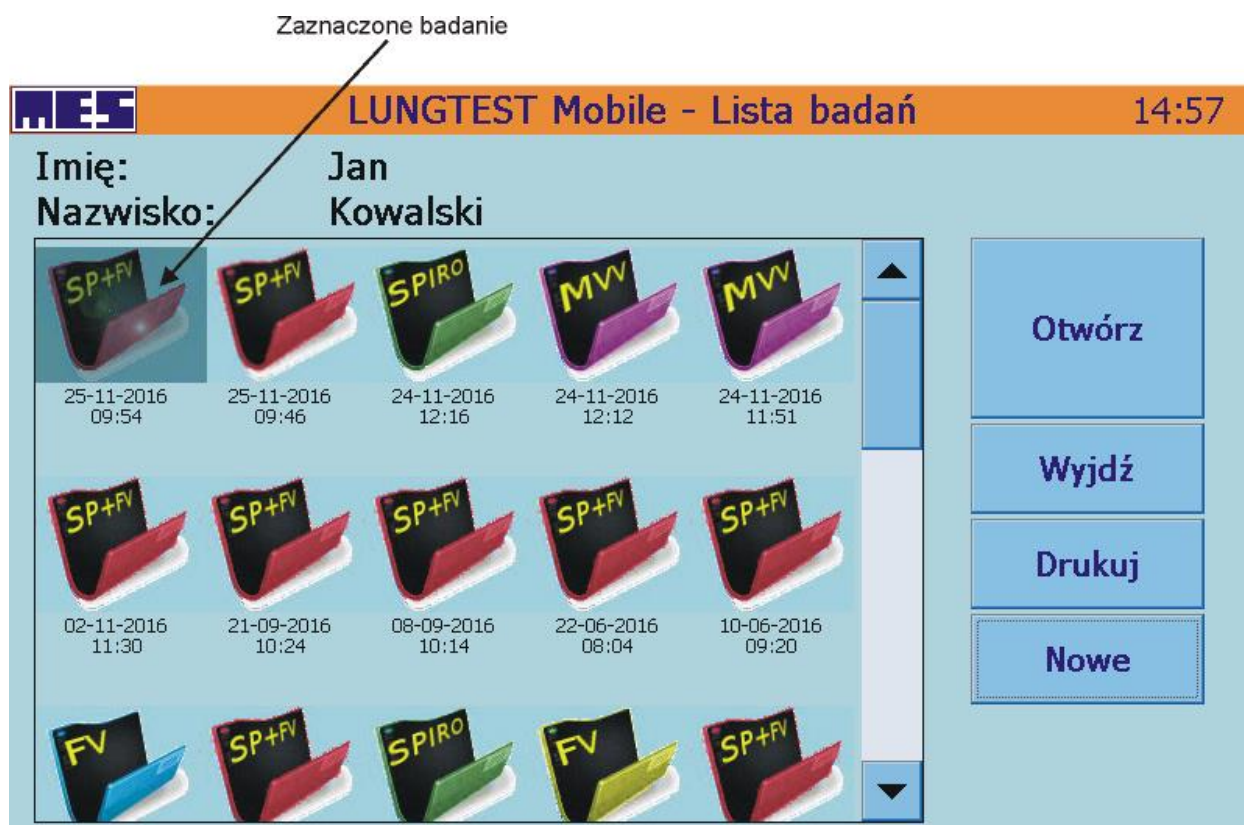 Zaznaczone badanie
MES LUNGTEST Mobile - Lista badań 14:57
Imię: Jan
Nazwisko: Kowalski
SP+FV SP+FV SPIRO MVV MVV
25-11-2016 25-11-2016 24-11-2016 24-11-2016 24-11-2016
09:54 09:46 12:16 12:12 11:51
SP+FV SP+FV SP+FV SP+FV SP+FV
02-11-2016 21-09-2016 08-09-2016 22-06-2016 10-06-2016
11:30 10:24 10:14 08:04 09:20
FV SP+FV SPIRO FV SP+FV
Otwórz
Wyjdź
Drukuj
Nowe